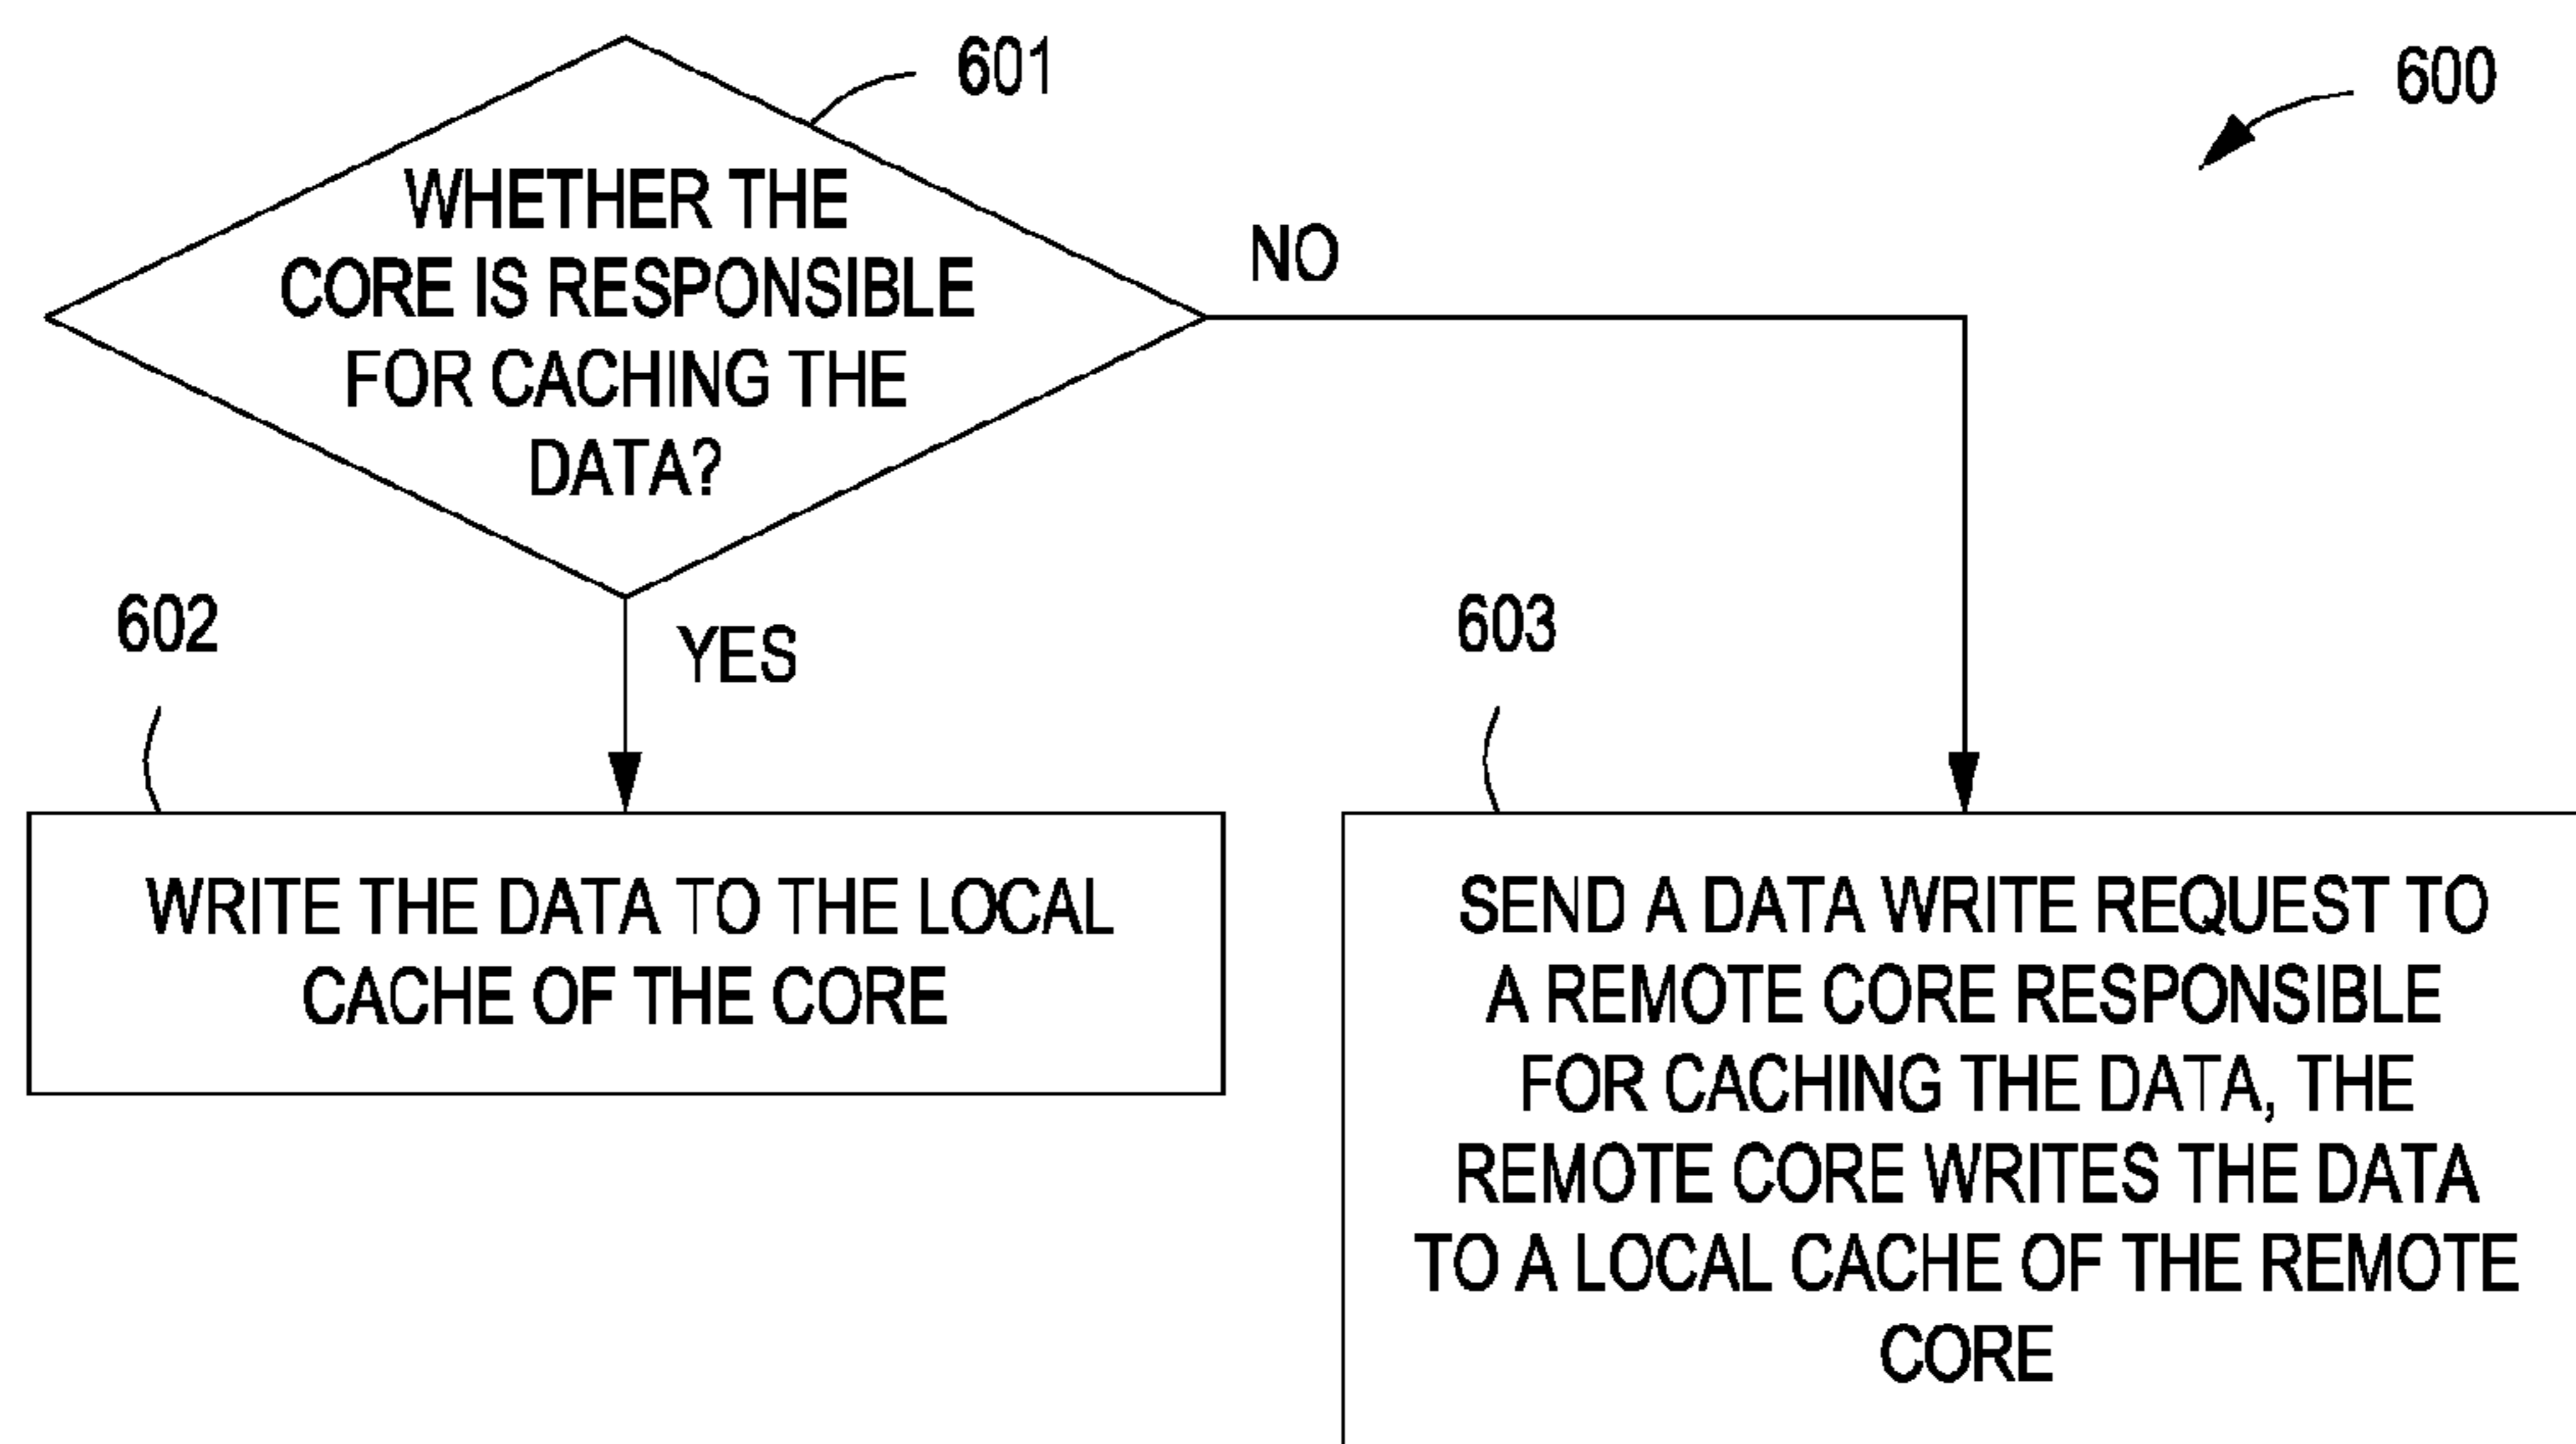 601
600
WHETHER THE
CORE IS RESPONSIBLE
FOR CACHING THE
DATA?
NO
YES
602
603
WRITE THE DATA TO THE LOCAL
CACHE OF THE CORE
SEND A DATA WRITE REQUEST TO
A REMOTE CORE RESPONSIBLE
FOR CACHING THE DATA, THE
REMOTE CORE WRITES THE DATA
TO A LOCAL CACHE OF THE REMOTE
CORE